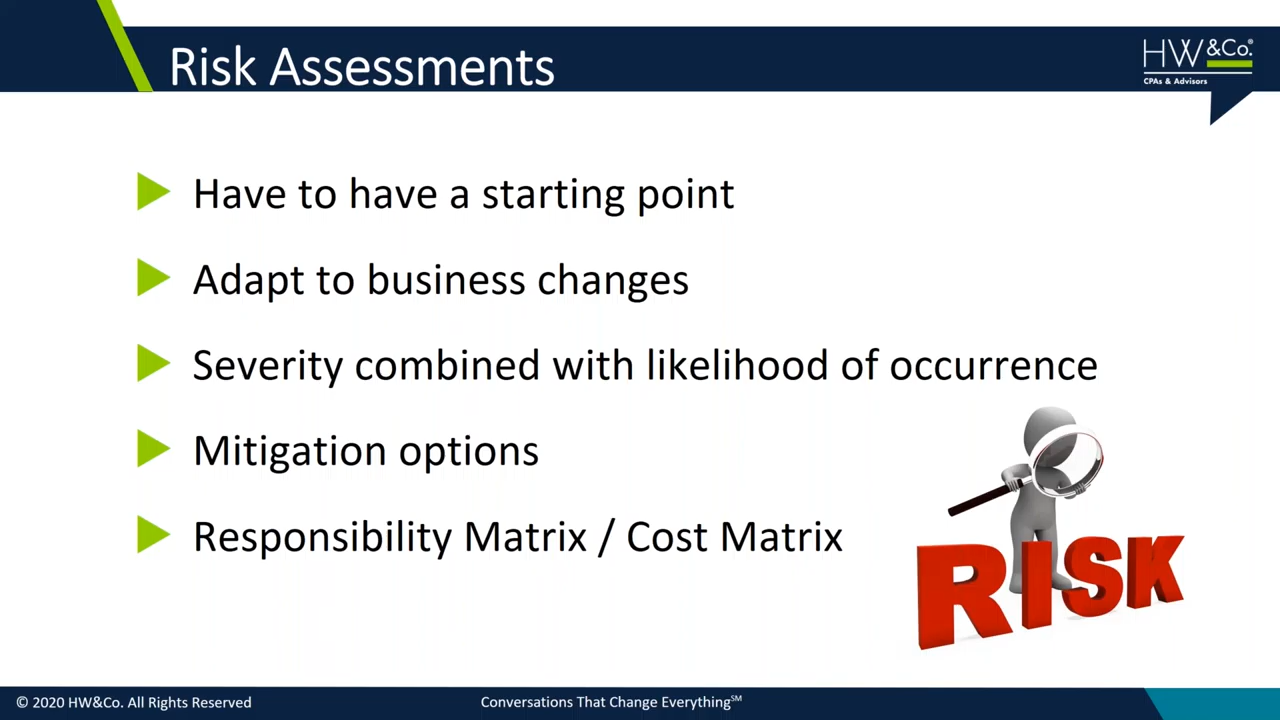 Risk Assessments
HW&Co.®
CPAs & Advisors
Have to have a starting point
Adapt to business changes
Severity combined with likelihood of occurrence
Mitigation options
Responsibility Matrix / Cost Matrix
RISK
© 2020 HW&Co. All Rights Reserved
Conversations That Change Everything℠